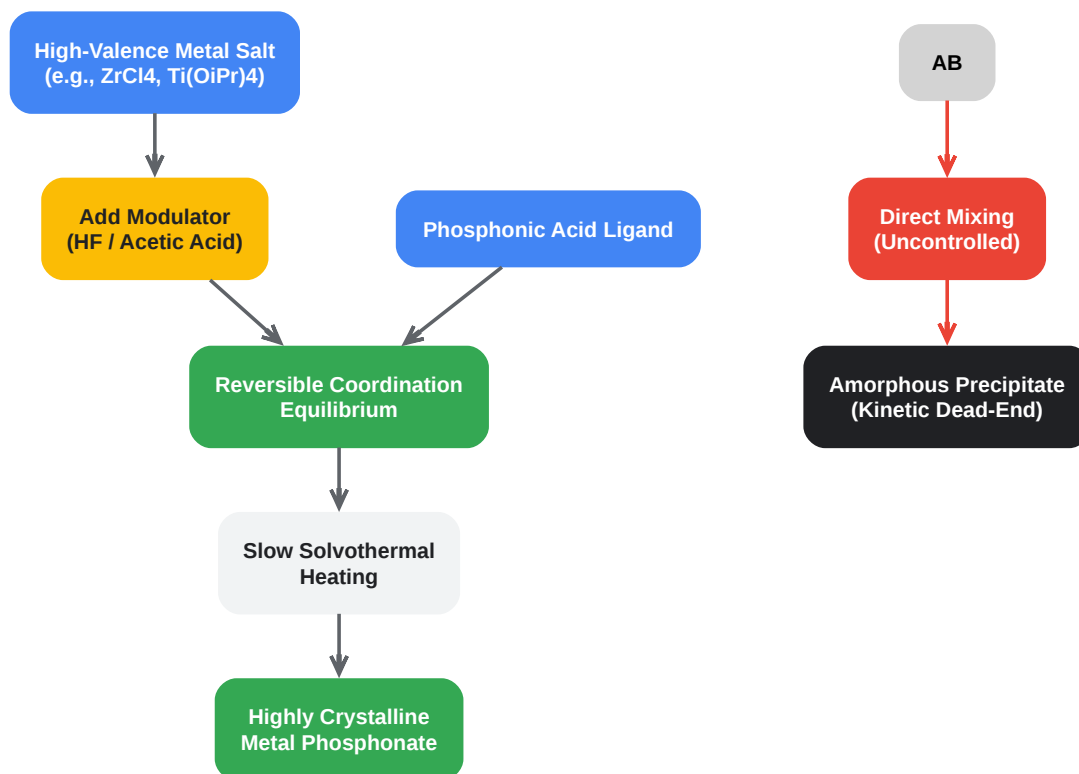 High-Valence Metal Salt
(e.g., ZrCl4, Ti(OiPr)4)
AB
Add Modulator
(HF / Acetic Acid)
Phosphonic Acid Ligand
Direct Mixing
(Uncontrolled)
Reversible Coordination
Equilibrium
Amorphous Precipitate
(Kinetic Dead-End)
Slow Solvothermal
Heating
Highly Crystalline
Metal Phosphonate